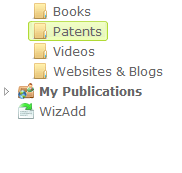 Books
Patents
Videos
Websites & Blogs
My Publications
WizAdd